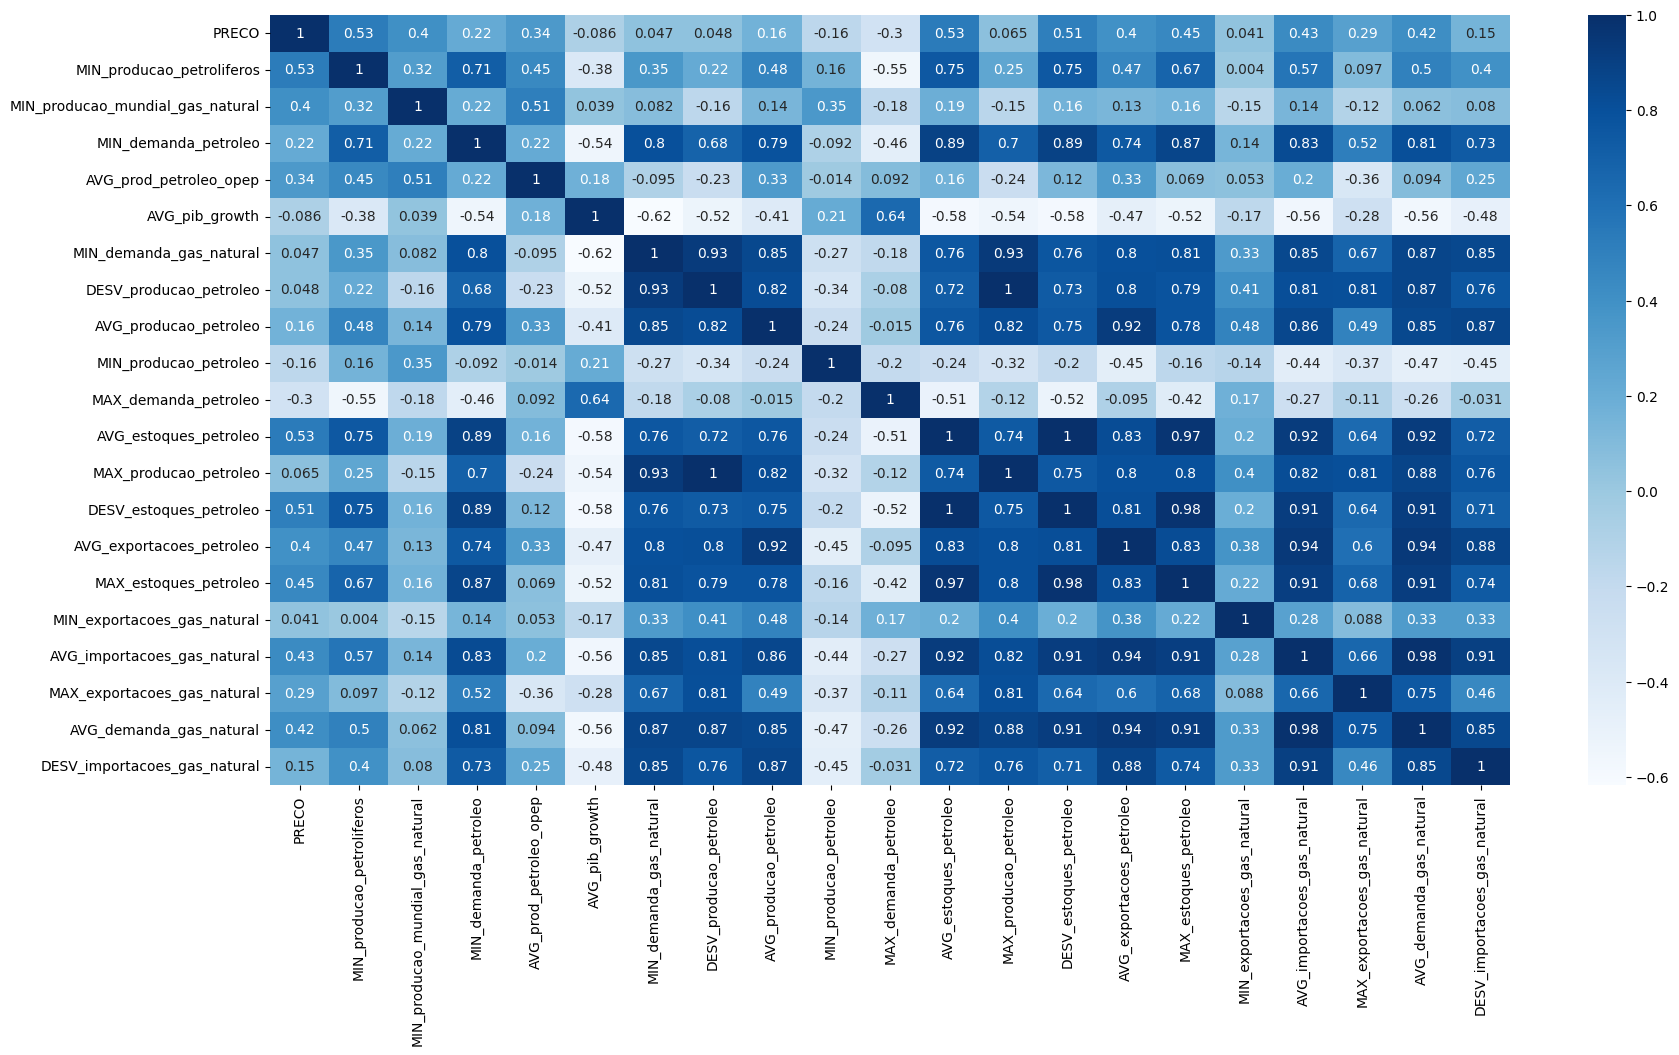 PRECO 1 0.53 0.4 0.22 0.34 -0.086 0.047 0.048 0.16 -0.16 -0.3 0.53 0.065 0.51 0.4 0.45 0.041 0.43 0.29 0.42 0.15
MIN_producao_petroliferos 0.53 1 0.32 0.71 0.45 -0.38 0.35 0.22 0.48 0.16 -0.55 0.75 0.25 0.75 0.47 0.67 0.004 0.57 0.097 0.5 0.4
MIN_producao_mundial_gas_natural 0.4 0.32 1 0.22 0.51 0.039 0.082 -0.16 0.14 0.35 -0.18 0.19 -0.15 0.16 0.13 0.16 -0.15 0.14 -0.12 0.062 0.08
MIN_demanda_petroleo 0.22 0.71 0.22 1 0.22 -0.54 0.8 0.68 0.79 -0.092 -0.46 0.89 0.7 0.89 0.74 0.87 0.14 0.83 0.52 0.81 0.73
AVG_prod_petroleo_opep 0.34 0.45 0.51 0.22 1 0.18 -0.095 -0.23 0.33 -0.014 0.092 0.16 -0.24 0.12 0.33 0.069 0.053 0.2 -0.36 0.094 0.25
AVG_pib_growth -0.086 -0.38 0.039 -0.54 0.18 1 -0.62 -0.52 -0.41 0.21 0.64 -0.58 -0.54 -0.58 -0.47 -0.52 -0.17 -0.56 -0.28 -0.56 -0.48
MIN_demanda_gas_natural 0.047 0.35 0.082 0.8 -0.095 -0.62 1 0.93 0.85 -0.27 -0.18 0.76 0.93 0.76 0.8 0.81 0.33 0.85 0.67 0.87 0.85
DESV_producao_petroleo 0.048 0.22 -0.16 0.68 -0.23 -0.52 0.93 1 0.82 -0.34 -0.08 0.72 1 0.73 0.8 0.79 0.41 0.81 0.81 0.87 0.76
AVG_producao_petroleo 0.16 0.48 0.14 0.79 0.33 -0.41 0.85 0.82 1 -0.24 -0.015 0.76 0.82 0.75 0.92 0.78 0.48 0.86 0.49 0.85 0.87
MIN_producao_petroleo -0.16 0.16 0.35 -0.092 -0.014 0.21 -0.27 -0.34 -0.24 1 -0.2 -0.24 -0.32 -0.2 -0.45 -0.16 -0.14 -0.44 -0.37 -0.47 -0.45
MAX_demanda_petroleo -0.3 -0.55 -0.18 -0.46 0.092 0.64 -0.18 -0.08 -0.015 -0.2 1 -0.51 -0.12 -0.52 -0.095 -0.42 0.17 -0.27 -0.11 -0.26 -0.031
AVG_estoques_petroleo 0.53 0.75 0.19 0.89 0.16 -0.58 0.76 0.72 0.76 -0.24 -0.51 1 0.74 1 0.83 0.97 0.2 0.92 0.64 0.92 0.72
MAX_producao_petroleo 0.065 0.25 -0.15 0.7 -0.24 -0.54 0.93 1 0.82 -0.32 -0.12 0.74 1 0.75 0.8 0.8 0.4 0.82 0.81 0.88 0.76
DESV_estoques_petroleo 0.51 0.75 0.16 0.89 0.12 -0.58 0.76 0.73 0.75 -0.2 -0.52 1 0.75 1 0.81 0.98 0.2 0.91 0.64 0.91 0.71
AVG_exportacoes_petroleo 0.4 0.47 0.13 0.74 0.33 -0.47 0.8 0.8 0.92 -0.45 -0.095 0.83 0.8 0.81 1 0.83 0.38 0.94 0.6 0.94 0.88
MAX_estoques_petroleo 0.45 0.67 0.16 0.87 0.069 -0.52 0.81 0.79 0.78 -0.16 -0.42 0.97 0.8 0.98 0.83 1 0.22 0.91 0.68 0.91 0.74
MIN_exportacoes_gas_natural 0.041 0.004 -0.15 0.14 0.053 -0.17 0.33 0.41 0.48 -0.14 0.17 0.2 0.4 0.2 0.38 0.22 1 0.28 0.088 0.33 0.33
AVG_importacoes_gas_natural 0.43 0.57 0.14 0.83 0.2 -0.56 0.85 0.81 0.86 -0.44 -0.27 0.92 0.82 0.91 0.94 0.91 0.28 1 0.66 0.98 0.91
MAX_exportacoes_gas_natural 0.29 0.097 -0.12 0.52 -0.36 -0.28 0.67 0.81 0.49 -0.37 -0.11 0.64 0.81 0.64 0.6 0.68 0.088 0.66 1 0.75 0.46
AVG_demanda_gas_natural 0.42 0.5 0.062 0.81 0.094 -0.56 0.87 0.87 0.85 -0.47 -0.26 0.92 0.88 0.91 0.94 0.91 0.33 0.98 0.75 1 0.85
DESV_importacoes_gas_natural 0.15 0.4 0.08 0.73 0.25 -0.48 0.85 0.76 0.87 -0.45 -0.031 0.72 0.76 0.71 0.88 0.74 0.33 0.91 0.46 0.85 1
PRECO
MIN_producao_petroliferos
MIN_producao_mundial_gas_natural
MIN_demanda_petroleo
AVG_prod_petroleo_opep
AVG_pib_growth
MIN_demanda_gas_natural
DESV_producao_petroleo
AVG_producao_petroleo
MIN_producao_petroleo
MAX_demanda_petroleo
AVG_estoques_petroleo
MAX_producao_petroleo
DESV_estoques_petroleo
AVG_exportacoes_petroleo
MAX_estoques_petroleo
MIN_exportacoes_gas_natural
AVG_importacoes_gas_natural
MAX_exportacoes_gas_natural
AVG_demanda_gas_natural
DESV_importacoes_gas_natural
1.0
0.8
0.6
0.4
0.2
0.0
−0.2
−0.4
−0.6